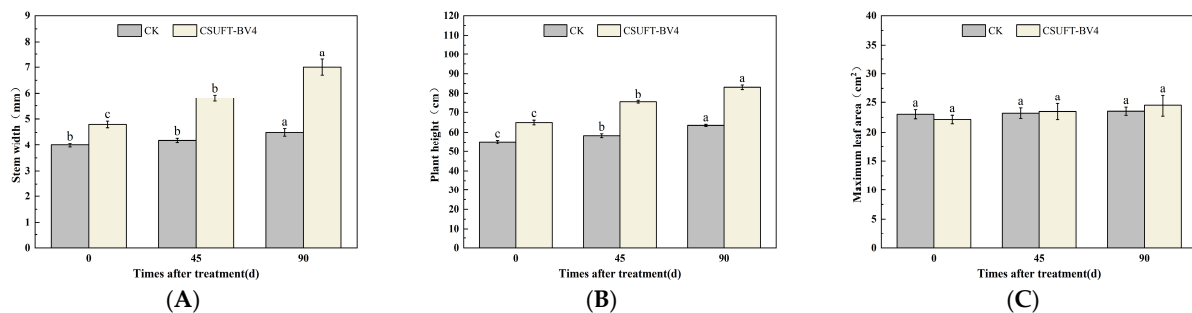 CK CSUFT-BV4
Stem width (mm)
9
8
7
6
5
4
3
2
1
0
b c b b a a
0 45 90
Times after treatment(d)
(A)
CK CSUFT-BV4
Plant height (cm)
120
110
100
90
80
70
60
50
40
30
20
10
0
c c b b a a
0 45 90
Times after treatment(d)
(B)
CK CSUFT-BV4
Maximum leaf area (cm²)
40
35
30
25
20
15
10
5
0
a a a a a a
0 45 90
Times after treatment(d)
(C)